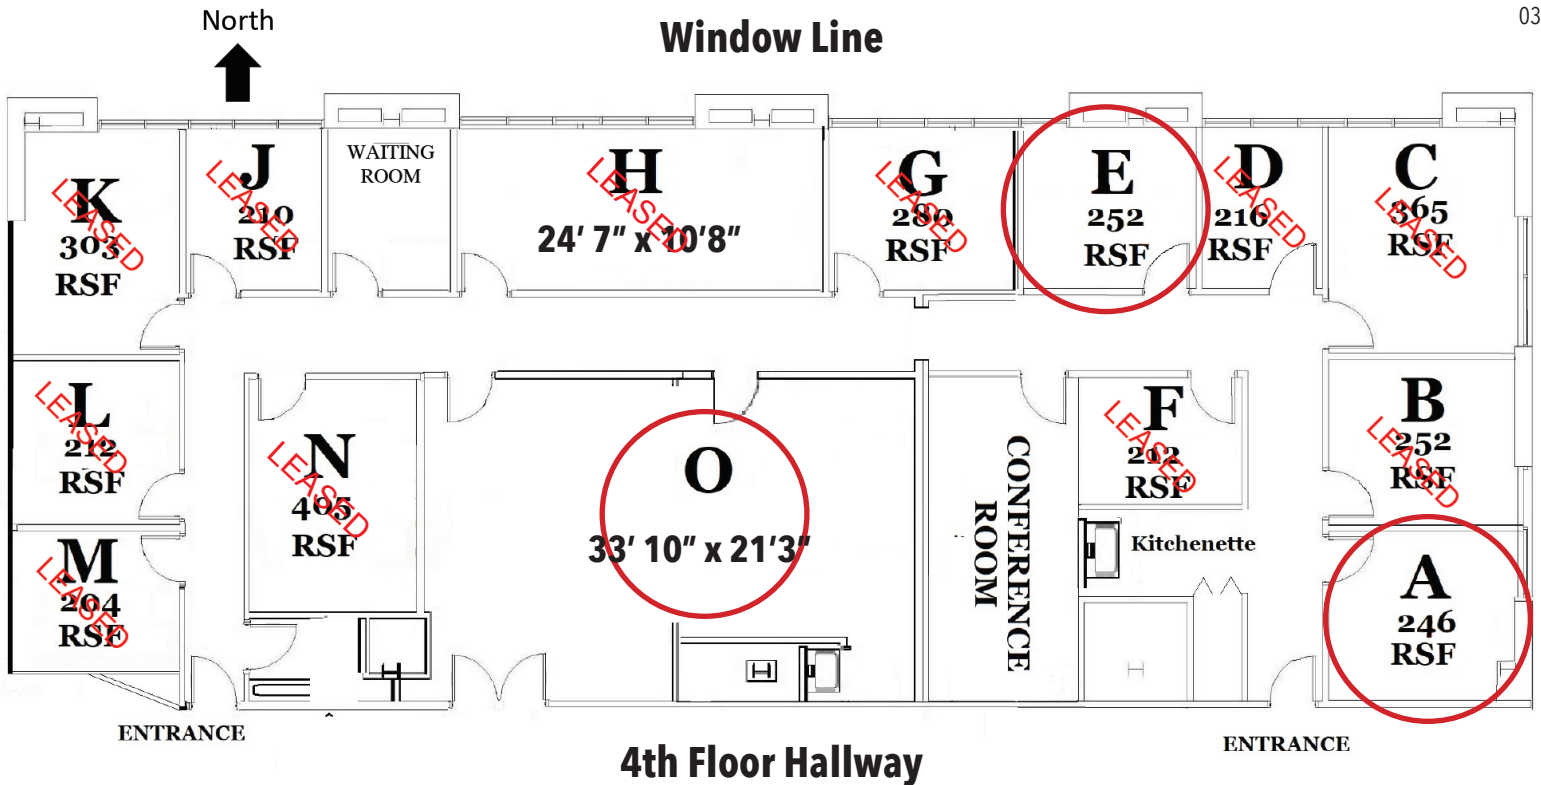 North
Window Line
03
K
LEASED
303
RSF
J
LEASED
210
RSF
WAITING
ROOM
H
LEASED
24' 7" x 10'8"
G
LEASED
280
RSF
E
252
RSF
D
LEASED
216
RSF
C
LEASED
365
RSF
L
LEASED
212
RSF
N
LEASED
405
RSF
O
33' 10" x 21'3"
CONFERENCE
ROOM
F
LEASED
212
RSF
Kitchenette
B
LEASED
252
RSF
M
LEASED
204
RSF
A
246
RSF
ENTRANCE
ENTRANCE
4th Floor Hallway